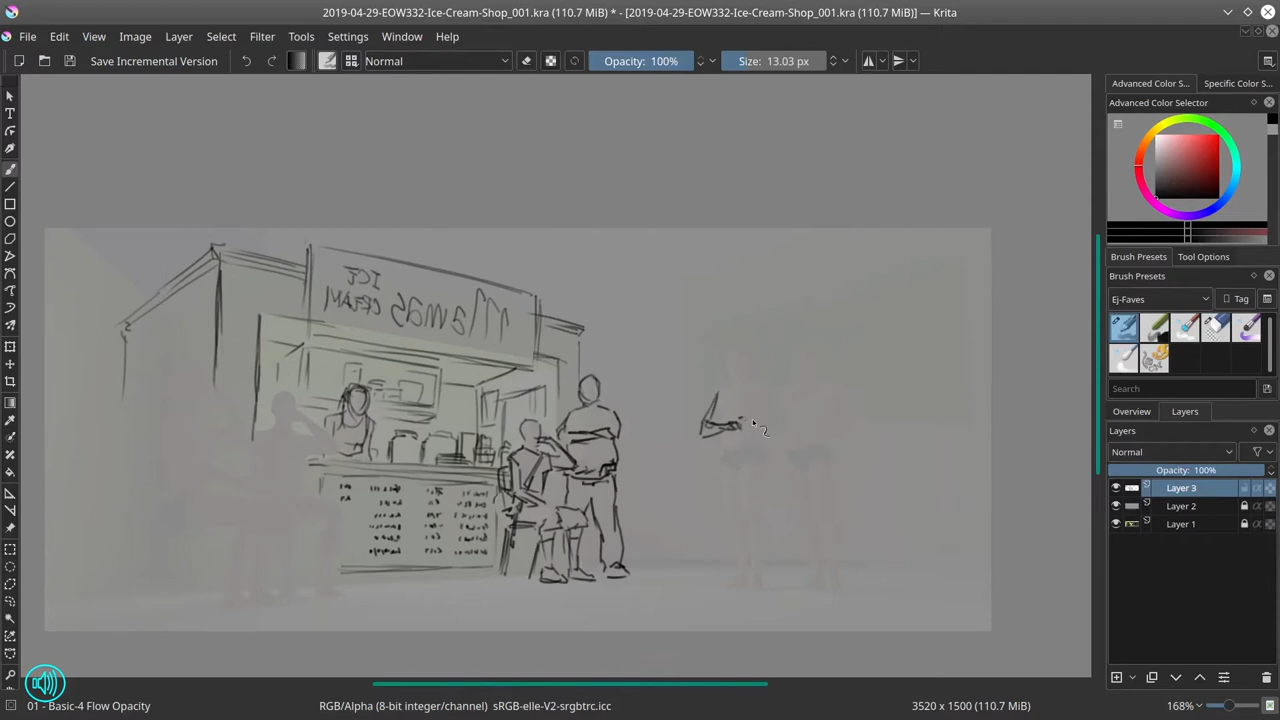 2019-04-29-EOW332-Ice-Cream-Shop_001.kra (110.7 MiB) * - [2019-04-29-EOW332-Ice-Cream-Shop_001.kra (110.7 MiB)] — Krita
File Edit View Image Layer Select Filter Tools Settings Window Help
Save Incremental Version Normal Opacity: 100% Size: 13.03 px
Advanced Color S... Specific Color S...
Advanced Color Selector
ICE
CREAM
Mamas
Brush Presets Tool Options
Brush Presets
Ej-Faves Tag
Search
Overview Layers
Layers
Normal
Opacity: 100%
Layer 3
Layer 2
Layer 1
01 - Basic-4 Flow Opacity RGB/Alpha (8-bit integer/channel) sRGB-elle-V2-srgbtrc.icc 3520 x 1500 (110.7 MiB) 168%